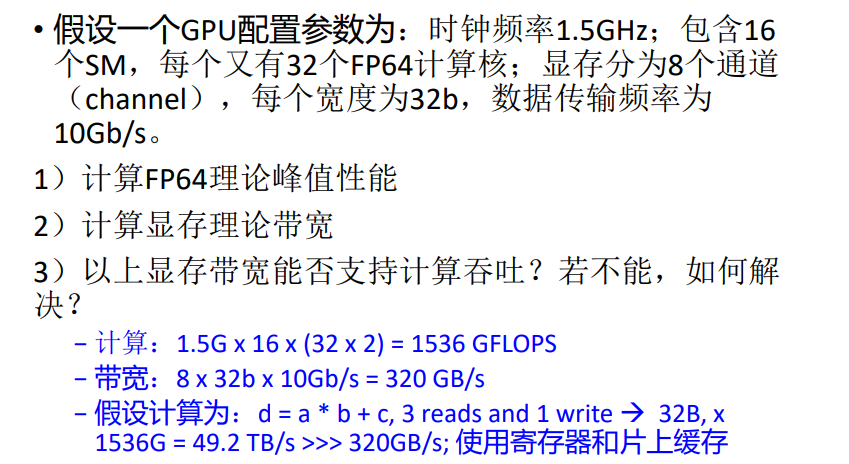 • 假设一个GPU配置参数为：时钟频率1.5GHz；包含16
个SM，每个又有32个FP64计算核；显存分为8个通道
（channel），每个宽度为32b，数据传输频率为
10Gb/s。
1）计算FP64理论峰值性能
2）计算显存理论带宽
3）以上显存带宽能否支持计算吞吐？若不能，如何解
决？
– 计算：1.5G x 16 x (32 x 2) = 1536 GFLOPS
– 带宽：8 x 32b x 10Gb/s = 320 GB/s
– 假设计算为：d = a * b + c, 3 reads and 1 write → 32B, x
1536G = 49.2 TB/s >>> 320GB/s; 使用寄存器和片上缓存